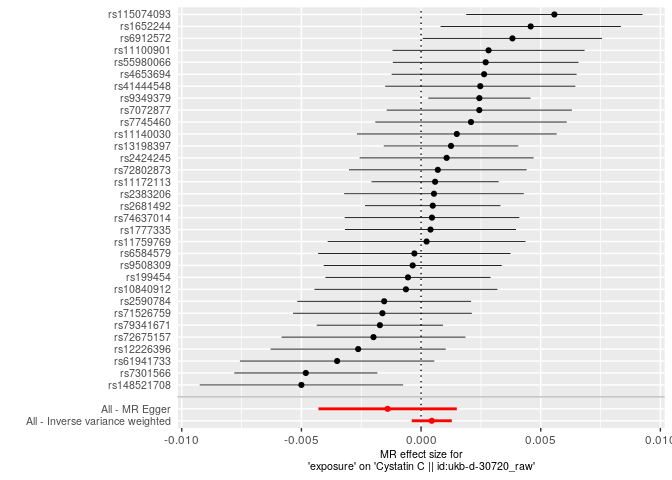 rs115074093
rs1652244
rs6912572
rs11100901
rs55980066
rs4653694
rs41444548
rs9349379
rs7072877
rs7745460
rs11140030
rs13198397
rs2424245
rs72802873
rs11172113
rs2383206
rs2681492
rs74637014
rs1777335
rs11759769
rs6584579
rs9508309
rs199454
rs10840912
rs2590784
rs71526759
rs79341671
rs72675157
rs12226396
rs61941733
rs7301566
rs148521708
All - MR Egger
All - Inverse variance weighted
-0.010 -0.005 0.000 0.005 0.010
MR effect size for
'exposure' on 'Cystatin C || id:ukb-d-30720_raw'